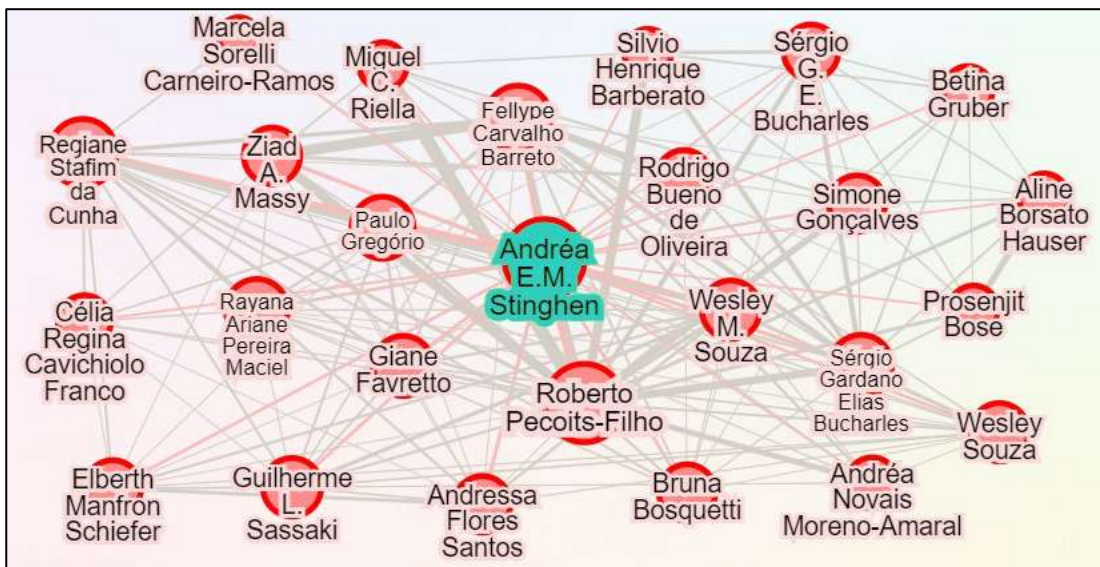 Marcela
Sorelli
Carneiro-Ramos
Miguel
C.
Riella
Silvio
Henrique
Barberato
Sérgio
G.
E.
Bucharles
Betina
Gruber
Regiane
Stafim
da
Cunha
Ziad
A.
Massy
Fellype
Carvalho
Barreto
Rodrigo
Bueno
de
Oliveira
Simone
Gonçalves
Aline
Borsato
Hauser
Paulo
Gregório
Andréa
E.M.
Stinghen
Célia
Regina
Cavichiolo
Franco
Rayana
Ariane
Pereira
Maciel
Giane
Favretto
Roberto
Pecoits-Filho
Wesley
M.
Souza
Sérgio
Gardano
Elias
Bucharles
Prosenjit
Bose
Wesley
Souza
Elberth
Manfron
Schiefer
Guilherme
L.
Sassaki
Andressa
Flores
Santos
Bruna
Bosquetti
Andréa
Novais
Moreno-Amaral